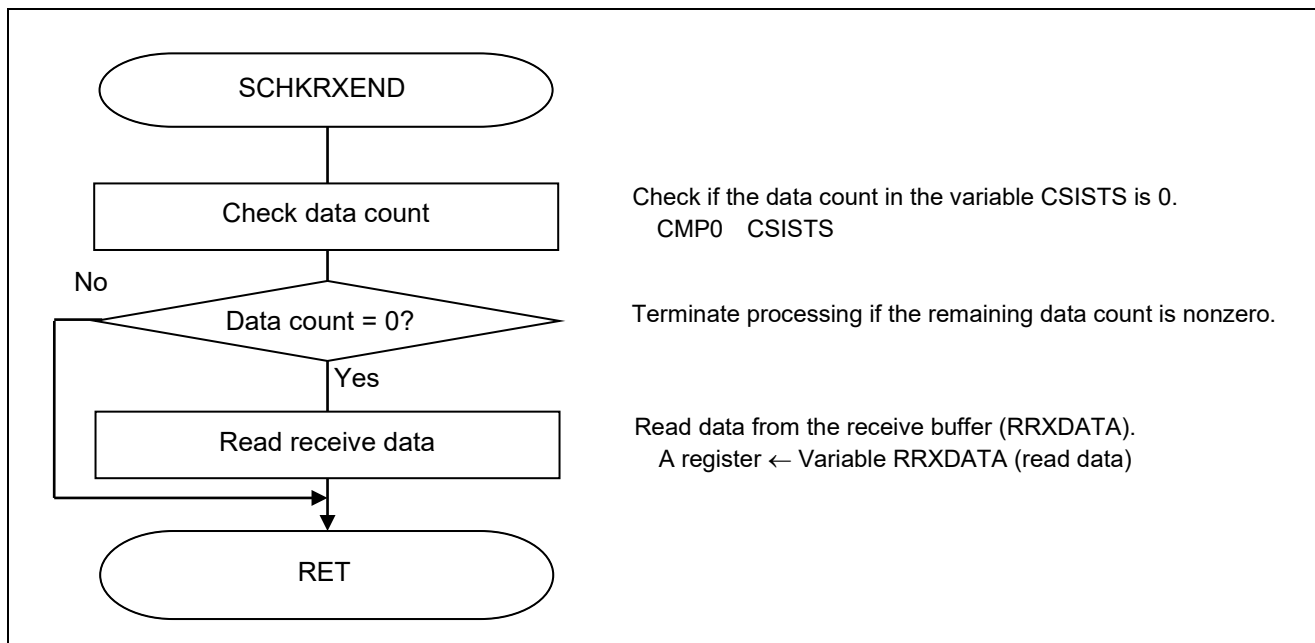 SCHKRXEND
Check data count
Check if the data count in the variable CSISTS is 0.
CMP0 CSISTS
No
Data count = 0?
Terminate processing if the remaining data count is nonzero.
Yes
Read receive data
Read data from the receive buffer (RRXDATA).
A register ← Variable RRXDATA (read data)
RET